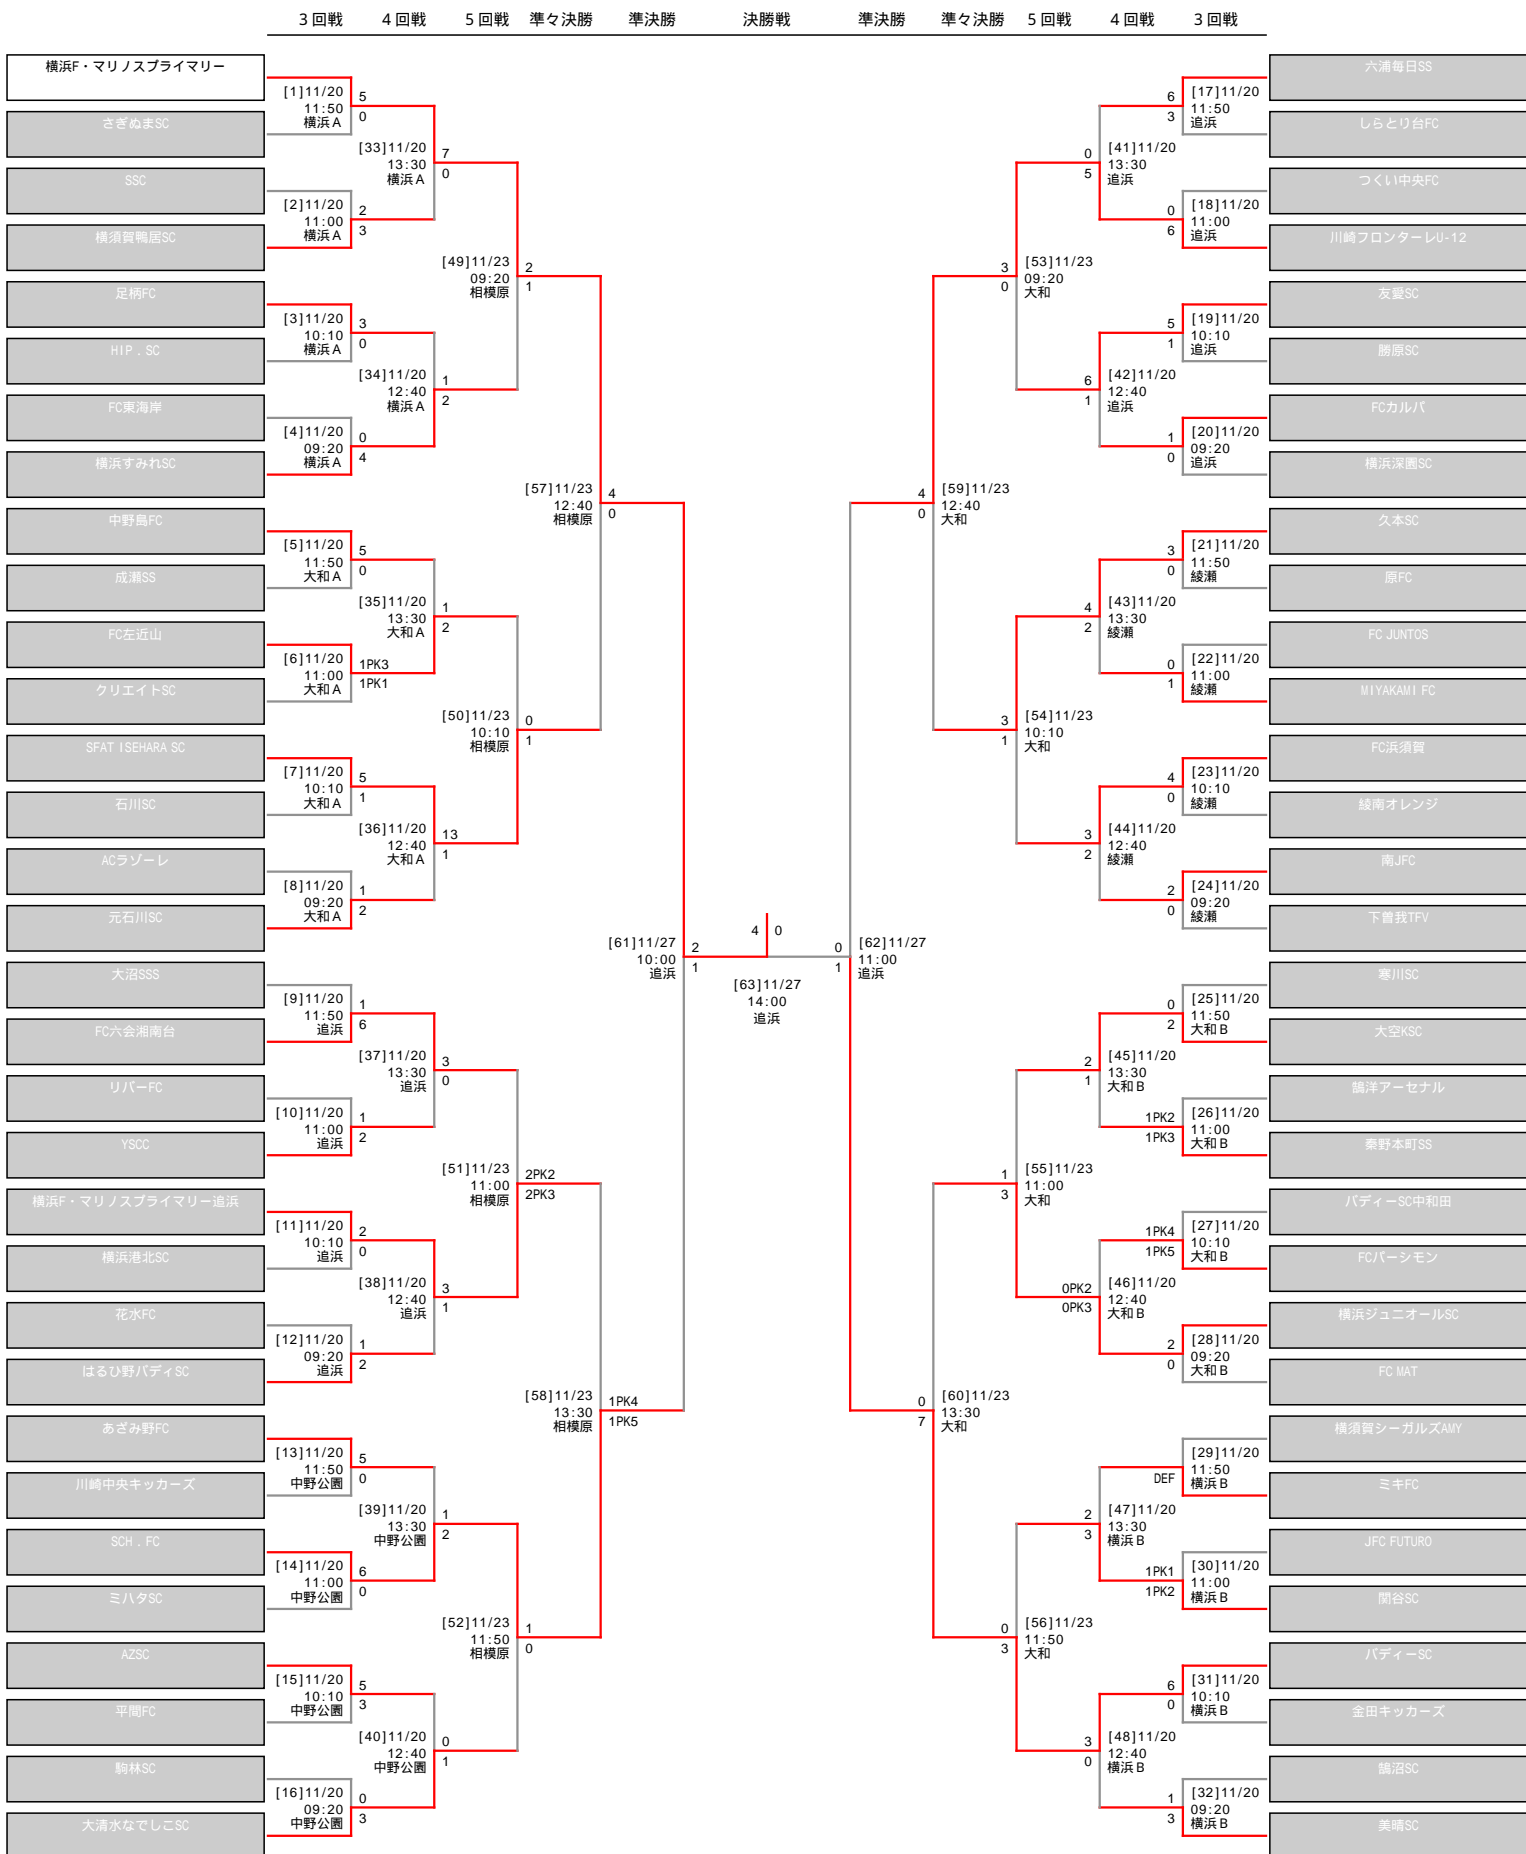 3回戦 4回戦 5回戦 準々決勝 準決勝 決勝戦 準決勝 準々決勝 5回戦 4回戦 3回戦
横浜F・マリノスプライマリー
[1]11/20 11:50 横浜A
5
0
さぎぬまSC
[33]11/20 13:30 横浜A
7
0
SSC
[2]11/20 11:00 横浜A
2
3
横須賀鴨居SC
[49]11/23 09:20 相模原
2
1
足柄FC
[3]11/20 10:10 横浜A
3
0
HIP．SC
[34]11/20 12:40 横浜A
1
2
FC東海岸
[4]11/20 09:20 横浜A
0
4
横浜すみれSC
[57]11/23 12:40 相模原
4
0
中野島FC
[5]11/20 11:50 大和A
5
0
成瀬SS
[35]11/20 13:30 大和A
1
2
FC左近山
[6]11/20 11:00 大和A
1PK3
1PK1
クリエイトSC
[50]11/23 10:10 相模原
0
1
SFAT ISEHARA SC
[7]11/20 10:10 大和A
5
1
石川SC
[36]11/20 12:40 大和A
13
1
ACラゾーレ
[8]11/20 09:20 大和A
1
2
元石川SC
[61]11/27 10:00 追浜
2
1
大沼SSS
[9]11/20 11:50 追浜
1
6
FC六会湘南台
[37]11/20 13:30 追浜
3
0
リバーFC
[10]11/20 11:00 追浜
1
2
YSCC
[51]11/23 11:00 相模原
2PK2
2PK3
横浜F・マリノスプライマリー追浜
[11]11/20 10:10 追浜
2
0
横浜港北SC
[38]11/20 12:40 追浜
3
1
花水FC
[12]11/20 09:20 追浜
1
2
はるひ野バディSC
[58]11/23 13:30 相模原
1PK4
1PK5
あざみ野FC
[13]11/20 11:50 中野公園
5
0
川崎中央キッカーズ
[39]11/20 13:30 中野公園
1
2
SCH．FC
[14]11/20 11:00 中野公園
6
0
ミハタSC
[52]11/23 11:50 相模原
1
0
AZSC
[15]11/20 10:10 中野公園
5
3
平間FC
[40]11/20 12:40 中野公園
0
1
駒林SC
[16]11/20 09:20 中野公園
0
3
大清水なでしこSC
4 0
[63]11/27
14:00
追浜
六浦毎日SS
6
3
[17]11/20 11:50 追浜
しらとり台FC
0
5
[41]11/20 13:30 追浜
つくい中央FC
0
6
[18]11/20 11:00 追浜
川崎フロンターレU-12
3
0
[53]11/23 09:20 大和
友愛SC
5
1
[19]11/20 10:10 追浜
勝原SC
6
1
[42]11/20 12:40 追浜
FCカルパ
1
0
[20]11/20 09:20 追浜
横浜深園SC
4
0
[59]11/23 12:40 大和
久本SC
3
0
[21]11/20 11:50 綾瀬
原FC
4
2
[43]11/20 13:30 綾瀬
FC JUNTOS
0
1
[22]11/20 11:00 綾瀬
MIYAKAMI FC
3
1
[54]11/23 10:10 大和
FC浜須賀
4
0
[23]11/20 10:10 綾瀬
綾南オレンジ
3
2
[44]11/20 12:40 綾瀬
南JFC
2
0
[24]11/20 09:20 綾瀬
下曽我TFV
0
1
[62]11/27 11:00 追浜
寒川SC
0
2
[25]11/20 11:50 大和B
大空KSC
2
1
[45]11/20 13:30 大和B
鵠洋アーセナル
1PK2
1PK3
[26]11/20 11:00 大和B
秦野本町SS
1
3
[55]11/23 11:00 大和
バディーSC中和田
1PK4
1PK5
[27]11/20 10:10 大和B
FCパーシモン
0PK2
0PK3
[46]11/20 12:40 大和B
横浜ジュニオールSC
2
0
[28]11/20 09:20 大和B
FC MAT
0
7
[60]11/23 13:30 大和
横須賀シーガルズAMY
DEF
[29]11/20 11:50 横浜B
ミキFC
2
3
[47]11/20 13:30 横浜B
JFC FUTURO
1PK1
1PK2
[30]11/20 11:00 横浜B
関谷SC
0
3
[56]11/23 11:50 大和
バディーSC
6
0
[31]11/20 10:10 横浜B
金田キッカーズ
3
0
[48]11/20 12:40 横浜B
鵠沼SC
1
3
[32]11/20 09:20 横浜B
美晴SC